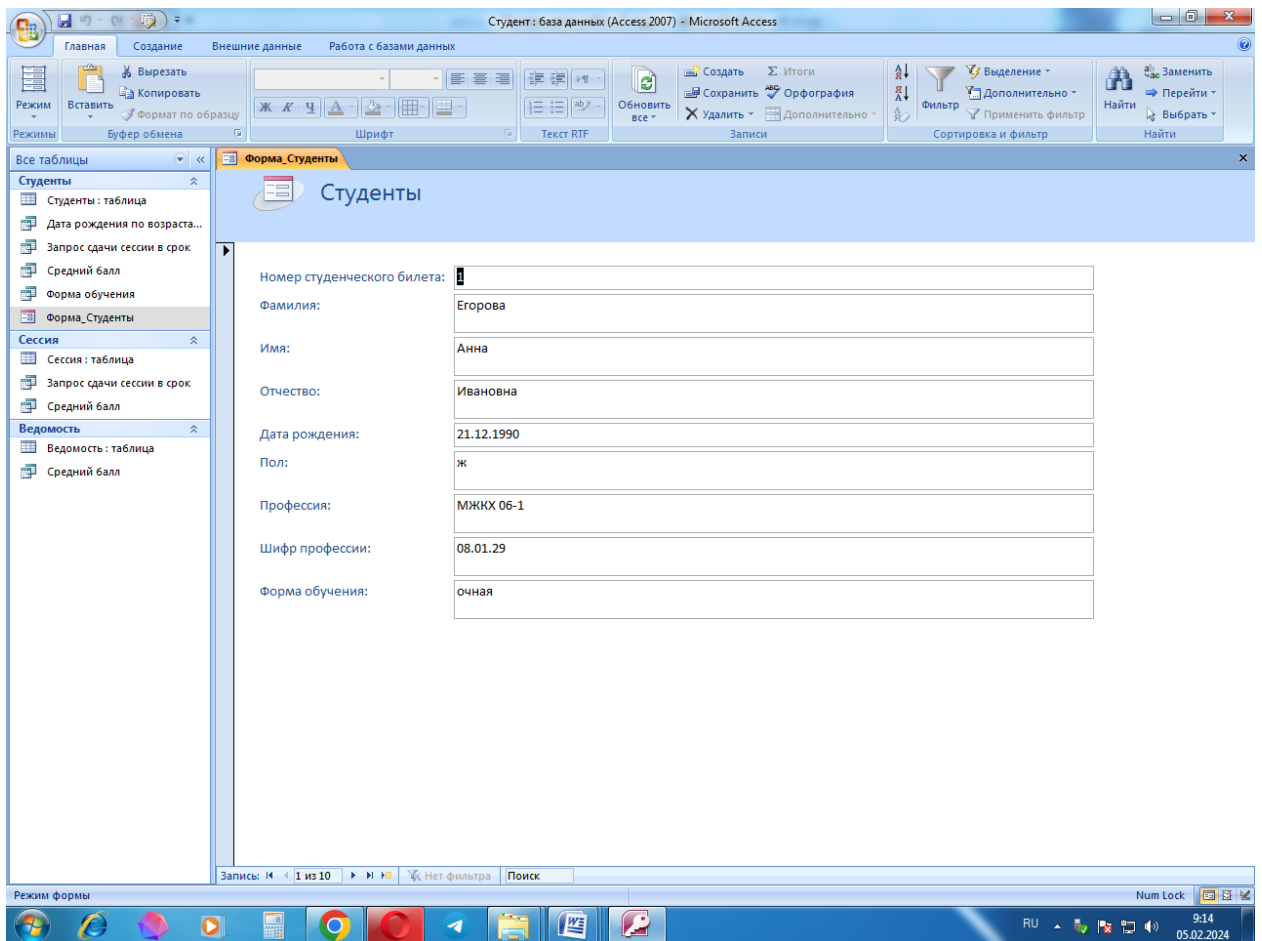 Студент : база данных (Access 2007) - Microsoft Access
Главная Создание Внешние данные Работа с базами данных
Режим
Режимы
Вставить
Вырезать
Копировать
Формат по образцу
Буфер обмена
Ж К Ч А
Шрифт
Текст RTF
Обновить все
Создать
Сохранить
Удалить
Итоги
Орфография
Дополнительно
Записи
Фильтр
Выделение
Дополнительно
Применить фильтр
Сортировка и фильтр
Найти
Заменить
Перейти
Выбрать
Найти
Все таблицы
Студенты
Студенты : таблица
Дата рождения по возраста...
Запрос сдачи сессии в срок
Средний балл
Форма обучения
Форма_Студенты
Сессия
Сессия : таблица
Запрос сдачи сессии в срок
Средний балл
Ведомость
Ведомость : таблица
Средний балл
Форма_Студенты
Студенты
Номер студенческого билета: 1
Фамилия: Егорова
Имя: Анна
Отчество: Ивановна
Дата рождения: 21.12.1990
Пол: ж
Профессия: МЖКХ 06-1
Шифр профессии: 08.01.29
Форма обучения: очная
Запись: 1 из 10 Нет фильтра Поиск
Режим формы Num Lock
RU 9:14
05.02.2024